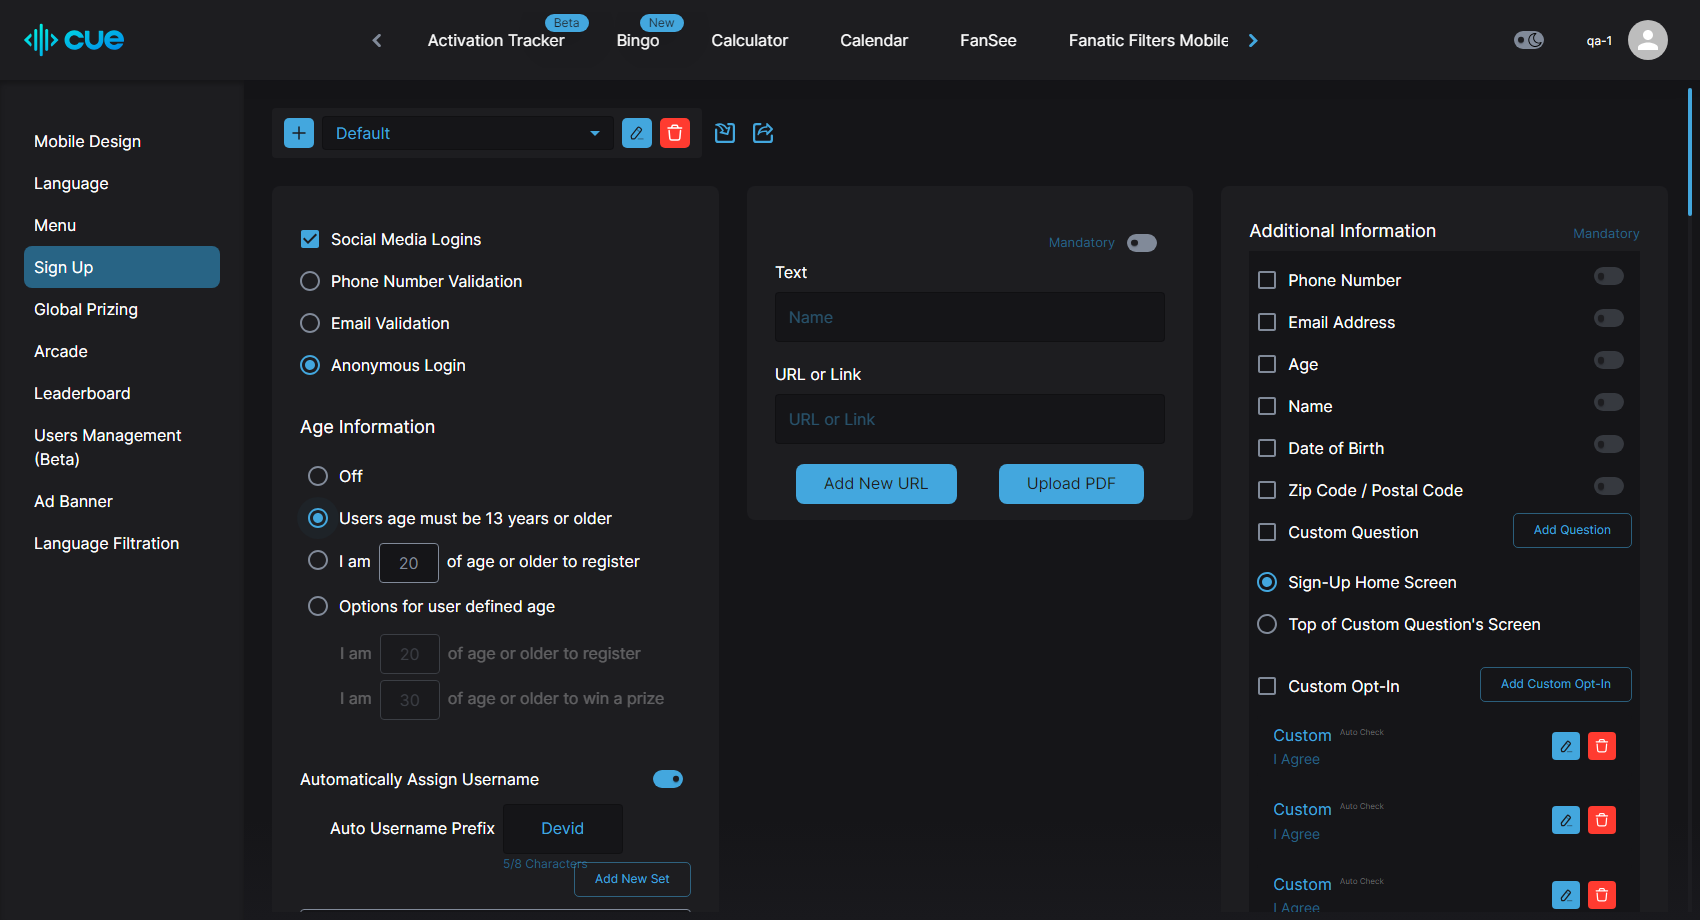 cue
Beta
New
Activation Tracker
Bingo
Calculator
Calendar
FanSee
Fanatic Filters Mobile
qa-1
Mobile Design
Language
Menu
Sign Up
Global Prizing
Arcade
Leaderboard
Users Management
(Beta)
Ad Banner
Language Filtration
Default
Social Media Logins
Phone Number Validation
Email Validation
Anonymous Login
Age Information
Off
Users age must be 13 years or older
I am 20 of age or older to register
Options for user defined age
I am 20 of age or older to register
I am 30 of age or older to win a prize
Automatically Assign Username
Auto Username Prefix Devid
5/8 Characters
Add New Set
Mandatory
Text
Name
URL or Link
URL or Link
Add New URL
Upload PDF
Additional Information
Mandatory
Phone Number
Email Address
Age
Name
Date of Birth
Zip Code / Postal Code
Custom Question
Add Question
Sign-Up Home Screen
Top of Custom Question's Screen
Custom Opt-In
Add Custom Opt-In
Custom Auto Check
I Agree
Custom Auto Check
I Agree
Custom Auto Check
I Agree